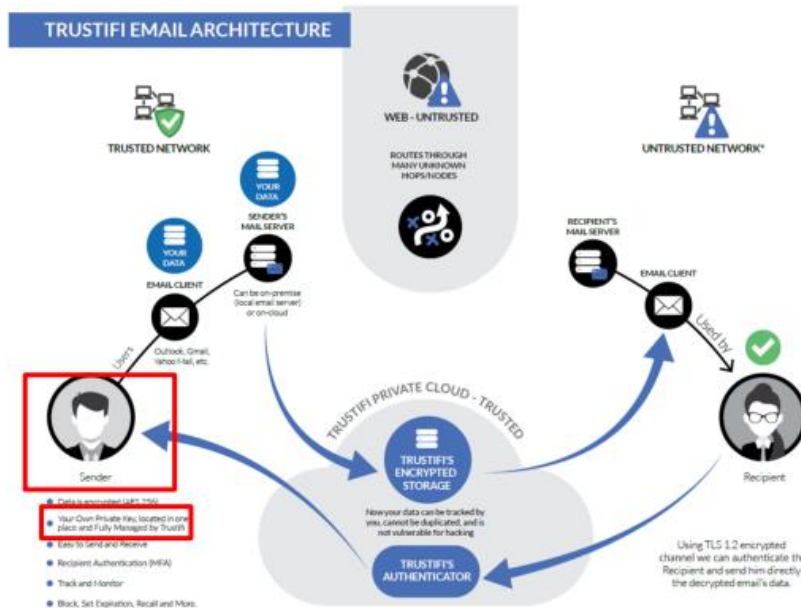 TRUSTIFI EMAIL ARCHITECTURE
TRUSTED NETWORK
WEB - UNTRUSTED
ROUTES THROUGH
MANY UNKNOWN
HOPS/NODES
UNTRUSTED NETWORK*
YOUR
DATA
SENDER'S
MAIL SERVER
Can be on-premise
(local email server)
or on-cloud
YOUR
DATA
EMAIL CLIENT
Outlook, Gmail,
Yahoo Mail, etc.
Users
RECIPIENT'S
MAIL SERVER
EMAIL CLIENT
Used by
Sender
Recipient
TRUSTIFI PRIVATE CLOUD - TRUSTED
TRUSTIFI'S
ENCRYPTED
STORAGE
Now your data can be tracked by
you, cannot be duplicated, and is
not vulnerable for hacking
TRUSTIFI'S
AUTHENTICATOR
Data is encrypted (AES 256)
Your Own Private Key, located in one
place and Fully Managed by Trustifi
Easy to Send and Receive
Recipient Authentication (MFA)
Track and Monitor
Block, Set Expiration, Recall and More.
Using TLS 1.2 encrypted
channel we can authenticate the
Recipient and send him directly
the decrypted email's data.